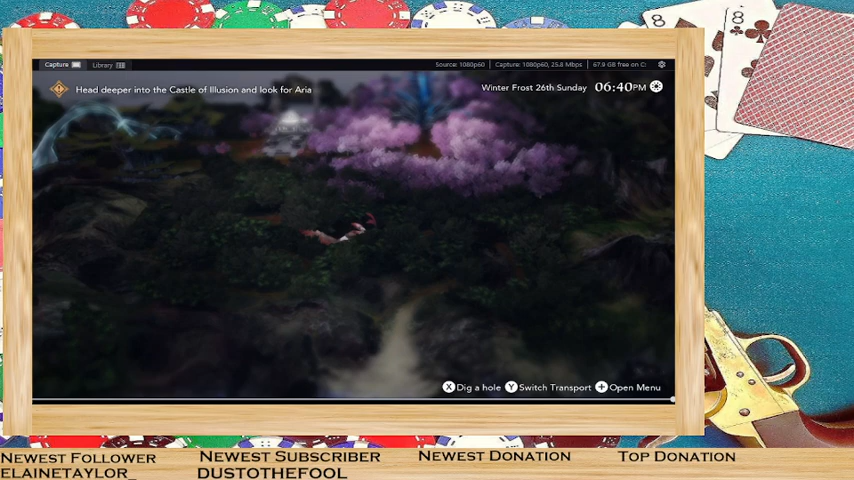 8 8
Capture Library Source: 1080p60 Capture: 1080p60, 25.8 Mbps 67.9 GB free on C:
Head deeper into the Castle of Illusion and look for Aria Winter Frost 26th Sunday 06:40PM
X Dig a hole Y Switch Transport + Open Menu
Newest Follower Newest Subscriber Newest Donation Top Donation
elainetaylor_ dustothefool